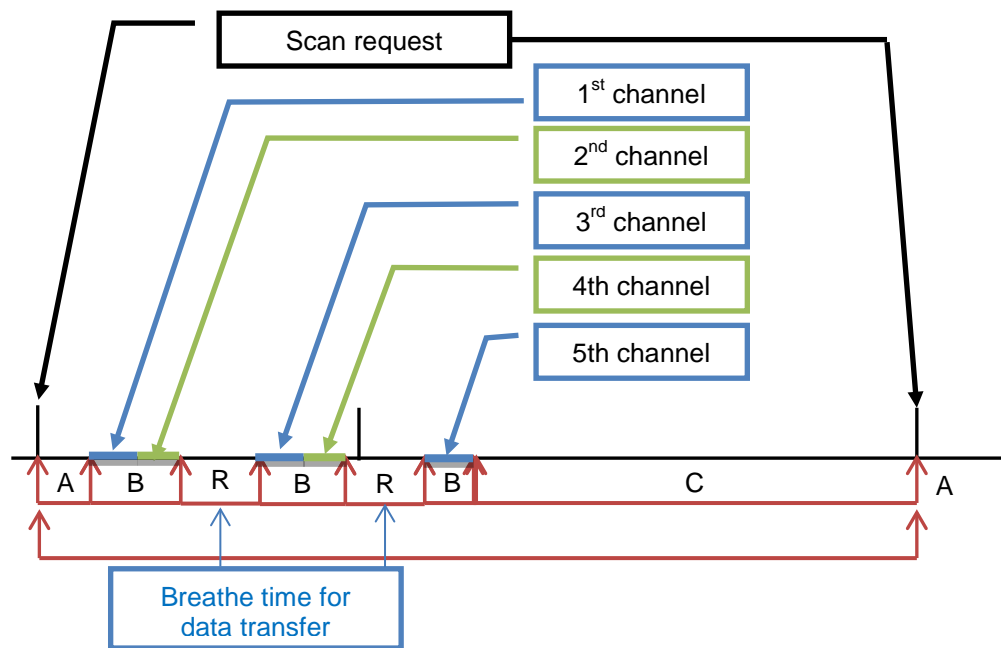 Scan request
1st channel
2nd channel
3rd channel
4th channel
5th channel
A B R B R B C A
Breathe time for
data transfer